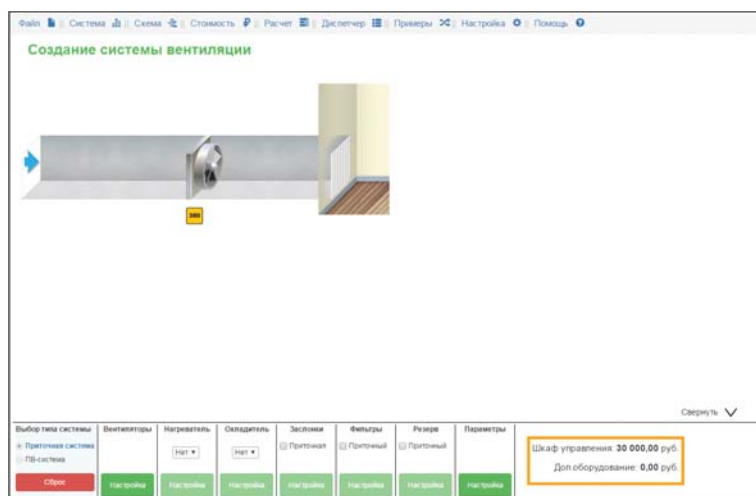 Файл Система Схема Стоимость Расчет Диспетчер Примеры Настройка Помощь
Создание системы вентиляции
380
Свернуть
Выбор типа системы Вентиляторы Нагреватель Охладитель Заслонки Фильтры Резерв Параметры
Приточная система Нет Нет Приточная Приточный Приточный
ПВ-система
Шкаф управления: 30 000,00 руб.
Доп.оборудование: 0,00 руб.
Сброс Настройка Настройка Настройка Настройка Настройка Настройка Настройка